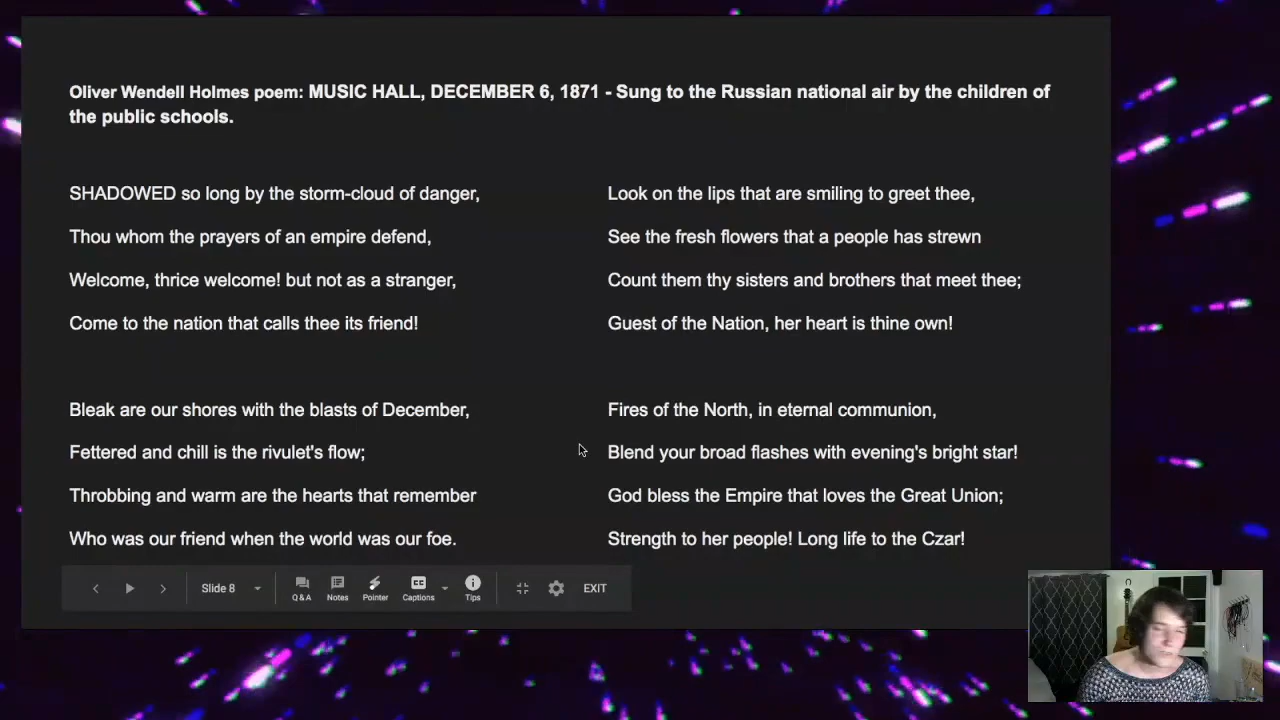 Oliver Wendell Holmes poem: MUSIC HALL, DECEMBER 6, 1871 - Sung to the Russian national air by the children of
the public schools.
SHADOWED so long by the storm-cloud of danger,
Thou whom the prayers of an empire defend,
Welcome, thrice welcome! but not as a stranger,
Come to the nation that calls thee its friend!
Bleak are our shores with the blasts of December,
Fettered and chill is the rivulet's flow;
Throbbing and warm are the hearts that remember
Who was our friend when the world was our foe.
Look on the lips that are smiling to greet thee,
See the fresh flowers that a people has strewn
Count them thy sisters and brothers that meet thee;
Guest of the Nation, her heart is thine own!
Fires of the North, in eternal communion,
Blend your broad flashes with evening's bright star!
God bless the Empire that loves the Great Union;
Strength to her people! Long life to the Czar!
Slide 8
Q&A
Notes
Pointer
CC
Captions
Tips
EXIT